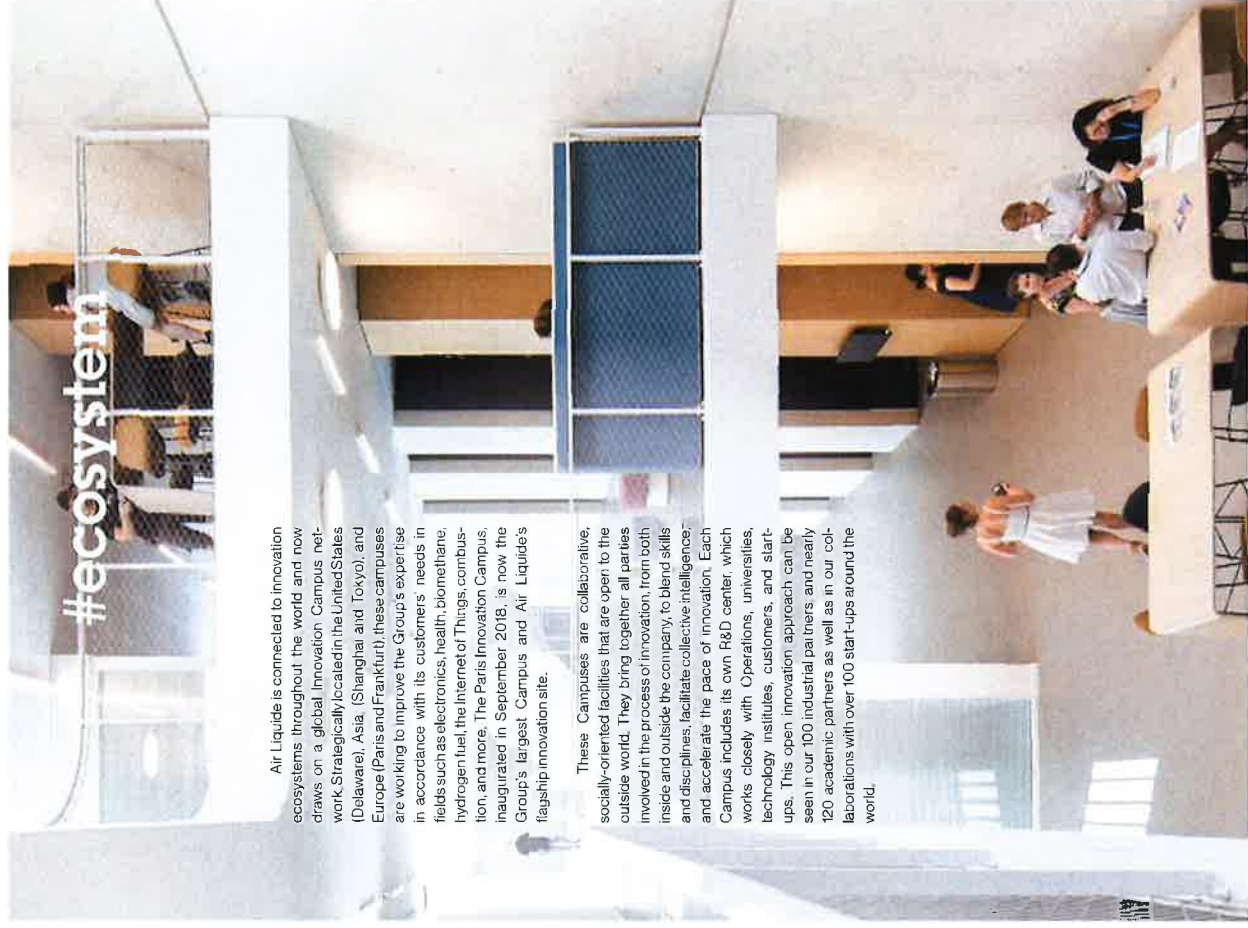 #ecosystem
Air Liquide is connected to innovation
ecosystems throughout the world and now
draws on a global Innovation Campus net-
work. Strategically located in the United States
(Delaware), Asia, (Shanghai and Tokyo), and
Europe (Paris and Frankfurt), these campuses
are working to improve the Group's expertise
in accordance with its customers' needs in
fields such as electronics, health, biomethane,
hydrogen fuel, the Internet of Things, combus-
tion, and more. The Paris Innovation Campus,
inaugurated in September 2018, is now the
Group's largest Campus and Air Liquide's
flagship innovation site.
These Campuses are collaborative,
socially-oriented facilities that are open to the
outside world. They bring together all parties
involved in the process of innovation, from both
inside and outside the company, to blend skills
and disciplines, facilitate collective intelligence,
and accelerate the pace of innovation. Each
Campus includes its own R&D center, which
works closely with Operations, universities,
technology institutes, customers, and start-
ups. This open innovation approach can be
seen in our 100 industrial partners, and nearly
120 academic partners as well as in our col-
laborations with over 100 start-ups around the
world.